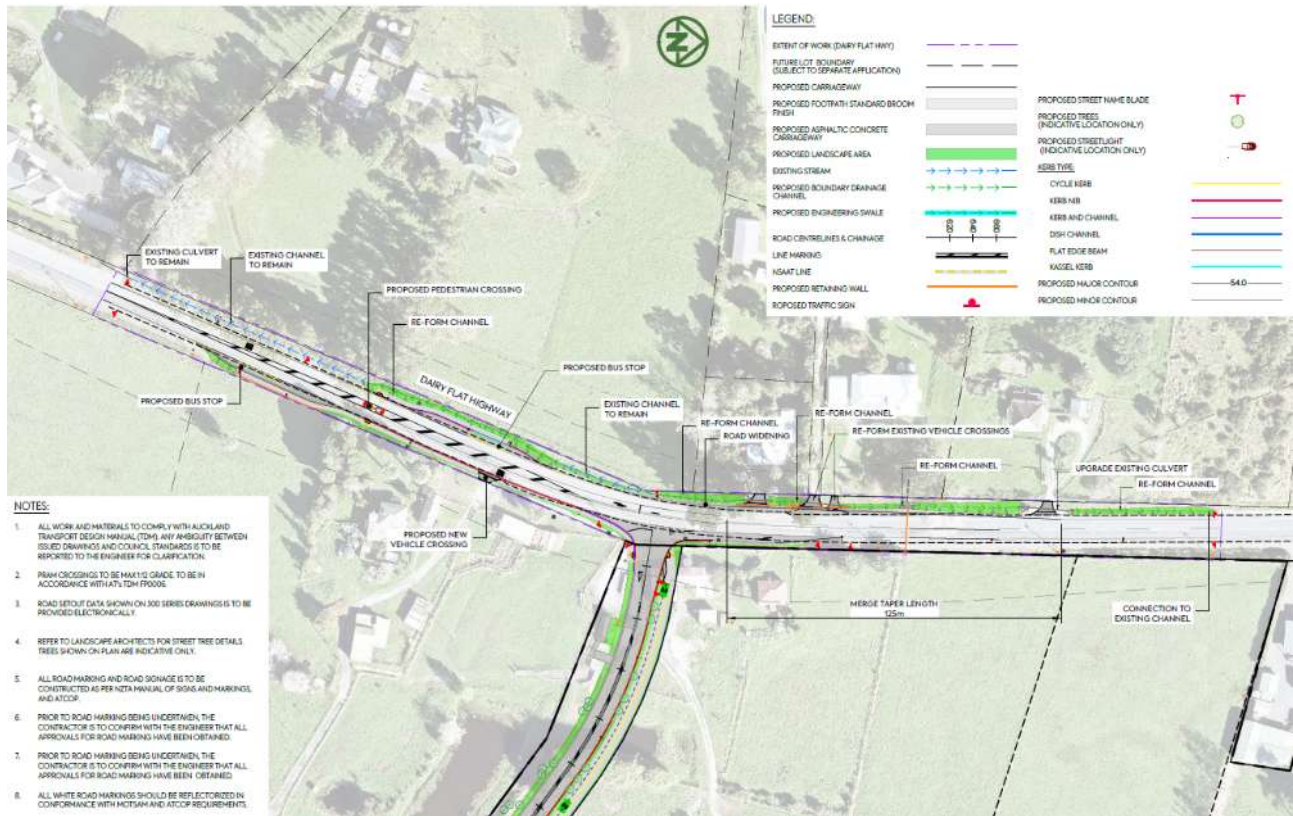 N
LEGEND:
EXTENT OF WORK (DAIRY FLAT HWY)
FUTURE LOT BOUNDARY
(SUBJECT TO SEPARATE APPLICATION)
PROPOSED CARRIAGEWAY
PROPOSED FOOTPATH STANDARD BROOM
FINISH
PROPOSED ASPHALTIC CONCRETE
CARRIAGEWAY
PROPOSED LANDSCAPE AREA
EXISTING STREAM
PROPOSED BOUNDARY DRAINAGE
CHANNEL
PROPOSED ENGINEERING SWALE
ROAD CENTRELINES & CHAINAGE
LINE MARKING
NSAAT LINE
PROPOSED RETAINING WALL
ROPOSED TRAFFIC SIGN
PROPOSED STREET NAME BLADE
PROPOSED TREES
(INDICATIVE LOCATION ONLY)
PROPOSED STREETLIGHT
(INDICATIVE LOCATION ONLY)
KERB TYPE:
CYCLE KERB
KERB NIB
KERB AND CHANNEL
DISH CHANNEL
FLAT EDGE BEAM
KASSEL KERB
PROPOSED MAJOR CONTOUR
54.0
PROPOSED MINOR CONTOUR
EXISTING CULVERT
TO REMAIN
EXISTING CHANNEL
TO REMAIN
PROPOSED PEDESTRIAN CROSSING
RE-FORM CHANNEL
PROPOSED BUS STOP
DAIRY FLAT HIGHWAY
PROPOSED BUS STOP
EXISTING CHANNEL
TO REMAIN
RE-FORM CHANNEL
ROAD WIDENING
RE-FORM CHANNEL
RE-FORM EXISTING VEHICLE CROSSINGS
RE-FORM CHANNEL
UPGRADE EXISTING CULVERT
RE-FORM CHANNEL
PROPOSED NEW
VEHICLE CROSSING
MERGE TAPER LENGTH
125m
CONNECTION TO
EXISTING CHANNEL
NOTES:
1. ALL WORK AND MATERIALS TO COMPLY WITH AUCKLAND
TRANSPORT DESIGN MANUAL (TDM). ANY AMBIGUITY BETWEEN
ISSUED DRAWINGS AND COUNCIL STANDARDS IS TO BE
REPORTED TO THE ENGINEER FOR CLARIFICATION.
2. PRAM CROSSINGS TO BE MAX 1:12 GRADE. TO BE IN
ACCORDANCE WITH AT's TDM FP0006.
3. ROAD SETOUT DATA SHOWN ON 300 SERIES DRAWINGS IS TO BE
PROVIDED ELECTRONICALLY.
4. REFER TO LANDSCAPE ARCHITECTS FOR STREET TREE DETAILS
TREES SHOWN ON PLAN ARE INDICATIVE ONLY.
5. ALL ROAD MARKING AND ROAD SIGNAGE IS TO BE
CONSTRUCTED AS PER NZTA MANUAL OF SIGNS AND MARKINGS,
AND ATCOP.
6. PRIOR TO ROAD MARKING BEING UNDERTAKEN, THE
CONTRACTOR IS TO CONFIRM WITH THE ENGINEER THAT ALL
APPROVALS FOR ROAD MARKING HAVE BEEN OBTAINED.
7. PRIOR TO ROAD MARKING BEING UNDERTAKEN, THE
CONTRACTOR IS TO CONFIRM WITH THE ENGINEER THAT ALL
APPROVALS FOR ROAD MARKING HAVE BEEN OBTAINED.
8. ALL WHITE ROAD MARKINGS SHOULD BE REFLECTORIZED IN
CONFORMANCE WITH MOTSAM AND ATCOP REQUIREMENTS.